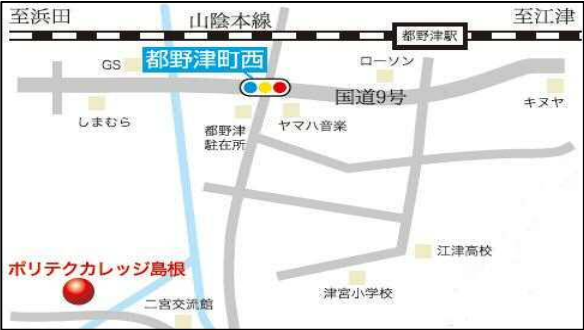 至浜田
山陰本線
至江津
都野津駅
GS
都野津町西
ローソン
国道9号
キヌヤ
しまむら
都野津
駐在所
ヤマハ音楽
ポリテクカレッジ島根
江津高校
津宮小学校
二宮交流館